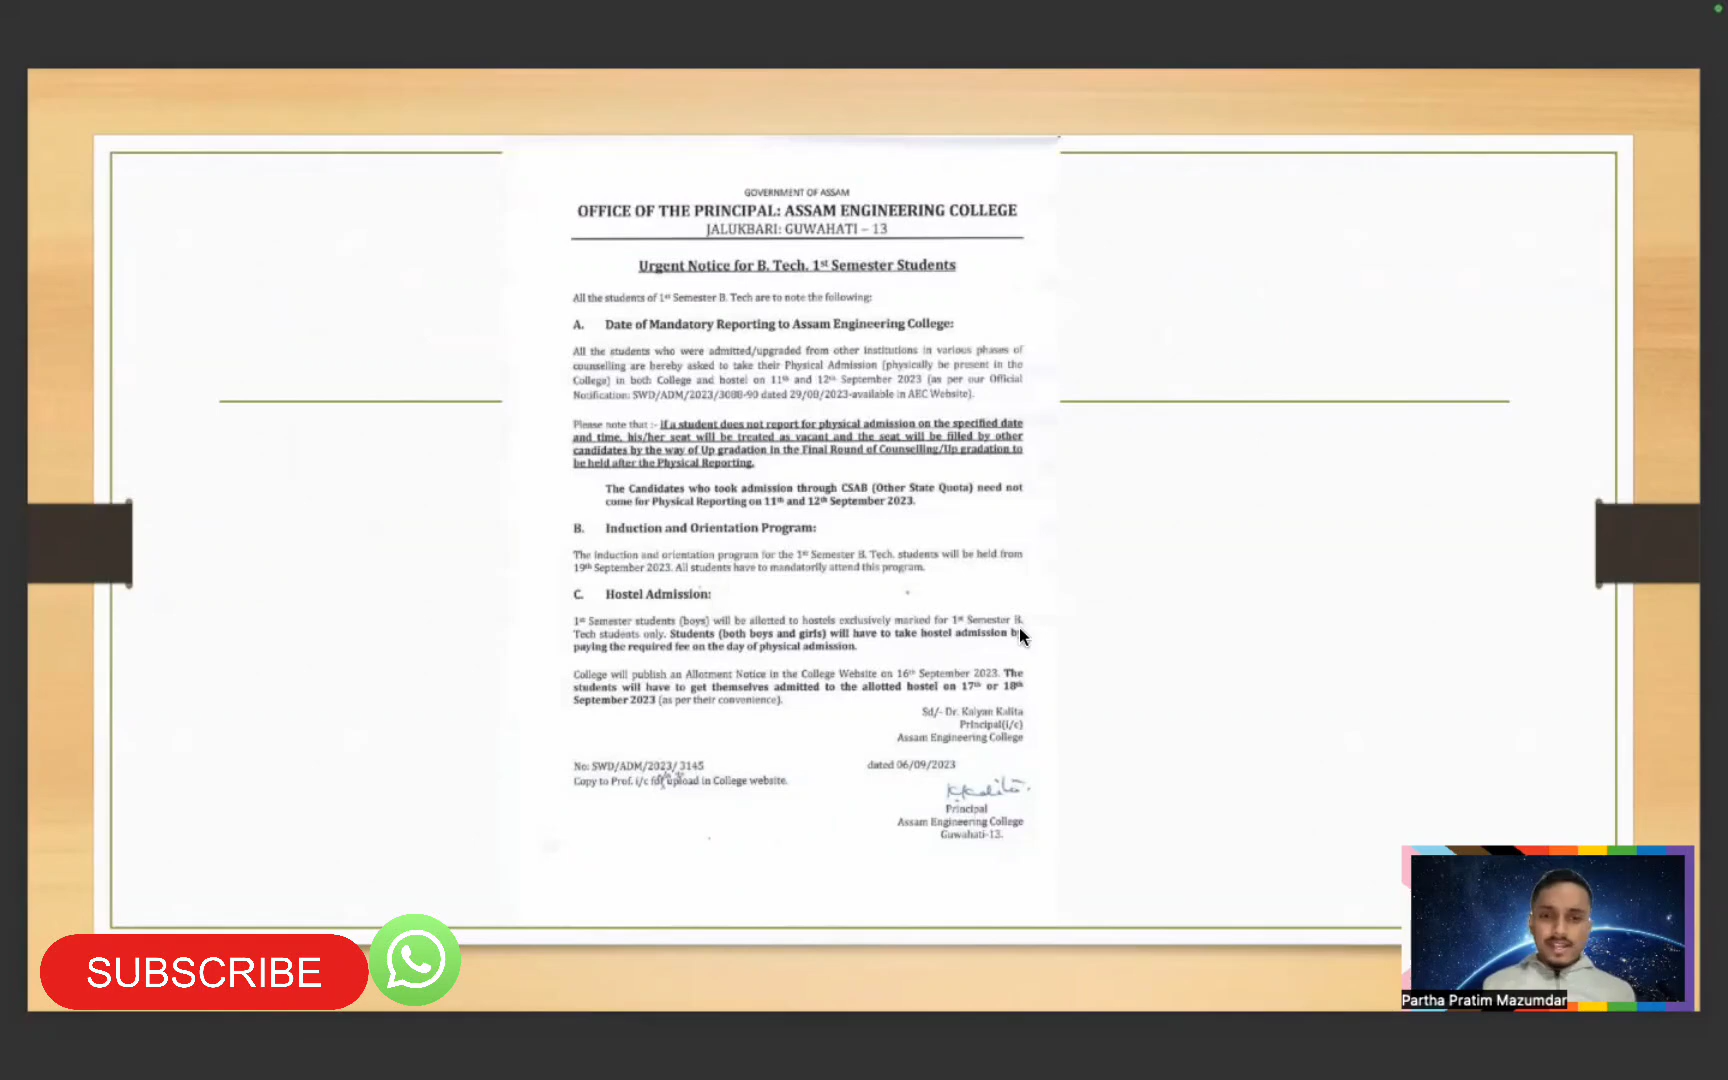 GOVERNMENT OF ASSAM
OFFICE OF THE PRINCIPAL: ASSAM ENGINEERING COLLEGE
JALUKBARI: GUWAHATI – 13
Urgent Notice for B. Tech. 1st Semester Students
All the students of 1st Semester B. Tech are to note the following:
A. Date of Mandatory Reporting to Assam Engineering College:
All the students who were admitted/upgraded from other Institutions in various phases of
counselling are hereby asked to take their Physical Admission (physically be present in the
College) in both College and hostel on 11th and 12th September 2023 (as per our Official
Notification: SWD/ADM/2023/3088-90 dated 29/08/2023-available in AEC Website).
Please note that :- if a student does not report for physical admission on the specified date
and time, his/her seat will be treated as vacant and the seat will be filled by other
candidates by the way of Up gradation in the Final Round of Counselling/Up gradation to
be held after the Physical Reporting.
The Candidates who took admission through CSAB (Other State Quota) need not
come for Physical Reporting on 11th and 12th September 2023.
B. Induction and Orientation Program:
The induction and orientation program for the 1st Semester B. Tech. students will be held from
19th September 2023. All students have to mandatorily attend this program.
C. Hostel Admission:
1st Semester students (boys) will be allotted to hostels exclusively marked for 1st Semester B.
Tech students only. Students (both boys and girls) will have to take hostel admission b
paying the required fee on the day of physical admission.
College will publish an Allotment Notice in the College Website on 16th September 2023. The
students will have to get themselves admitted to the allotted hostel on 17th or 18th
September 2023 (as per their convenience).
Sd/- Dr. Kalyan Kalita
Principal(i/c)
Assam Engineering College
No: SWD/ADM/2023/3145 dated 06/09/2023
Copy to Prof. i/c for upload in College website.
KKalita
Principal
Assam Engineering College
Guwahati-13.
SUBSCRIBE
Partha Pratim Mazumdar